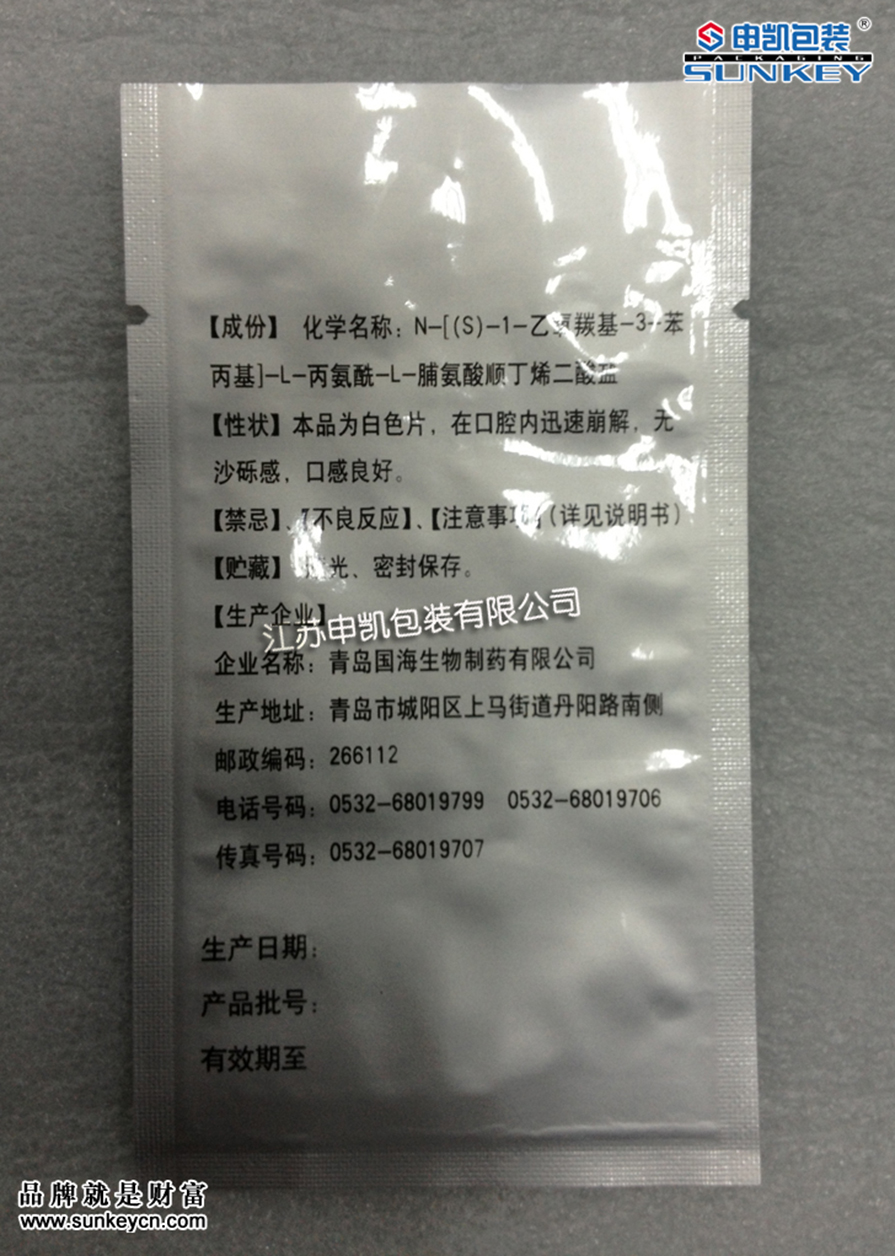 申凯包装®
PACKAGING
SUNKEY
【成份】 化学名称：N-[(S)-1-乙氧羰基-3-苯
丙基]-L-丙氨酰-L-脯氨酸顺丁烯二酸盐
【性状】本品为白色片，在口腔内迅速崩解，无
沙砾感，口感良好。
【禁忌】、【不良反应】、【注意事项】（详见说明书）
【贮藏】 光、密封保存。
【生产企业】
江苏申凯包装有限公司
企业名称：青岛国海生物制药有限公司
生产地址：青岛市城阳区上马街道丹阳路南侧
邮政编码：266112
电话号码：0532-68019799 0532-68019706
传真号码：0532-68019707
生产日期：
产品批号：
有效期至
品牌就是财富
www.sunkeycn.com